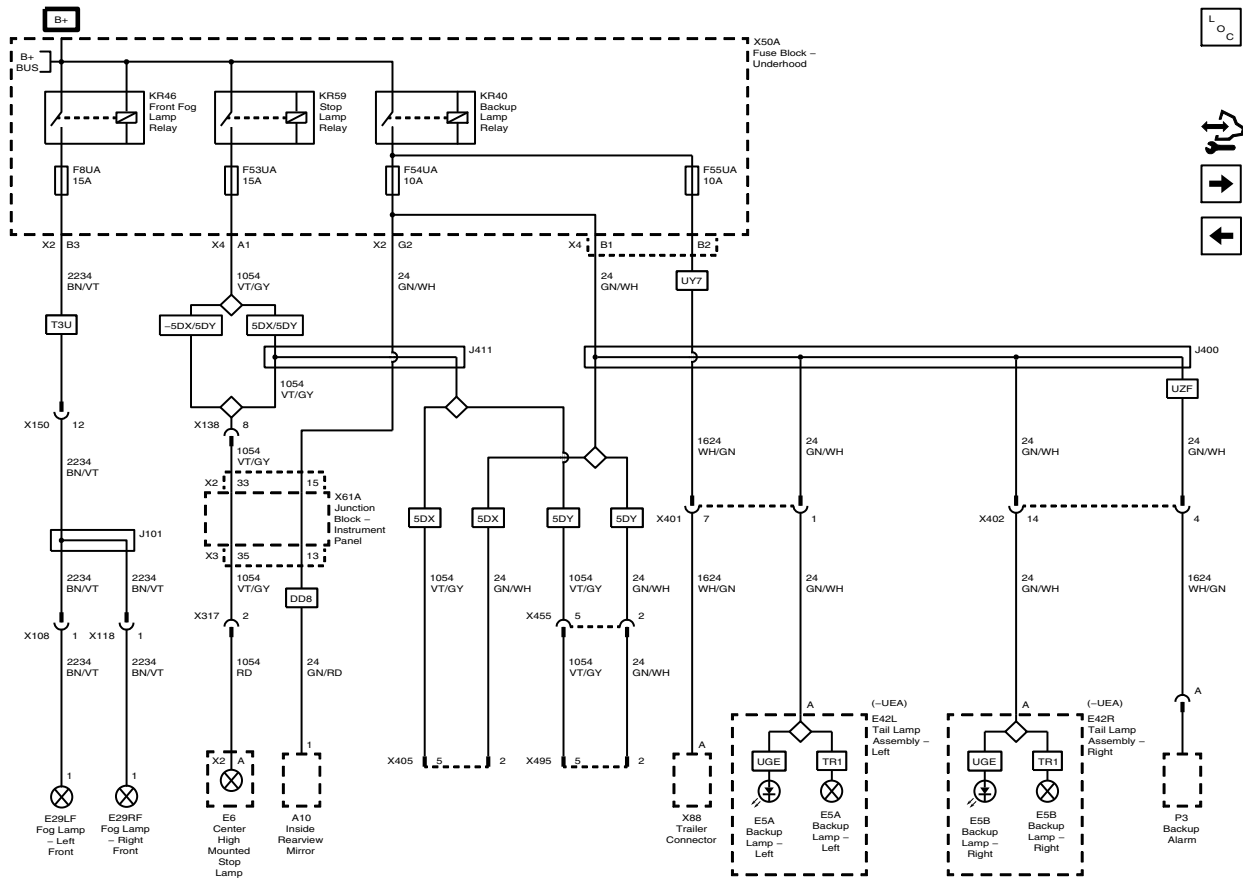 B+
L
O
C
B+
BUS
X50A
Fuse Block –
Underhood
KR46
Front Fog
Lamp
Relay
KR59
Stop
Lamp
Relay
KR40
Backup
Lamp
Relay
F8UA
15A
F53UA
15A
F54UA
10A
F55UA
10A
X2 B3
X4 A1
X2 G2
X4 B1
B2
2234
BN/VT
1054
VT/GY
24
GN/WH
24
GN/WH
UY7
T3U
–5DX/5DY
5DX/5DY
J411
J400
1054
VT/GY
UZF
X150 12
X138 8
2234
BN/VT
1054
VT/GY
1624
WH/GN
24
GN/WH
24
GN/WH
24
GN/WH
X2 33 15
X61A
Junction
Block –
Instrument
Panel
5DX
5DX
5DY
5DY
X401 7 1
X402 14 4
J101
X3 35 13
2234
BN/VT
2234
BN/VT
1054
VT/GY
DD8
1054
VT/GY
24
GN/WH
1054
VT/GY
24
GN/WH
1624
WH/GN
24
GN/WH
24
GN/WH
1624
WH/GN
X108 1
X118 1
X317 2
X455 5 2
2234
BN/VT
2234
BN/VT
1054
RD
24
GN/RD
1054
VT/GY
24
GN/WH
A
A
(–UEA)
A
(–UEA)
E42L
Tail Lamp
Assembly –
Left
E42R
Tail Lamp
Assembly –
Right
1
1
X2 A
1
X405 5 2
X495 5 2
A
UGE
TR1
UGE
TR1
E29LF
Fog Lamp
– Left
Front
E29RF
Fog Lamp
– Right
Front
E6
Center
High
Mounted
Stop
Lamp
A10
Inside
Rearview
Mirror
X88
Trailer
Connector
E5A
Backup
Lamp –
Left
E5A
Backup
Lamp –
Left
E5B
Backup
Lamp –
Right
E5B
Backup
Lamp –
Right
P3
Backup
Alarm